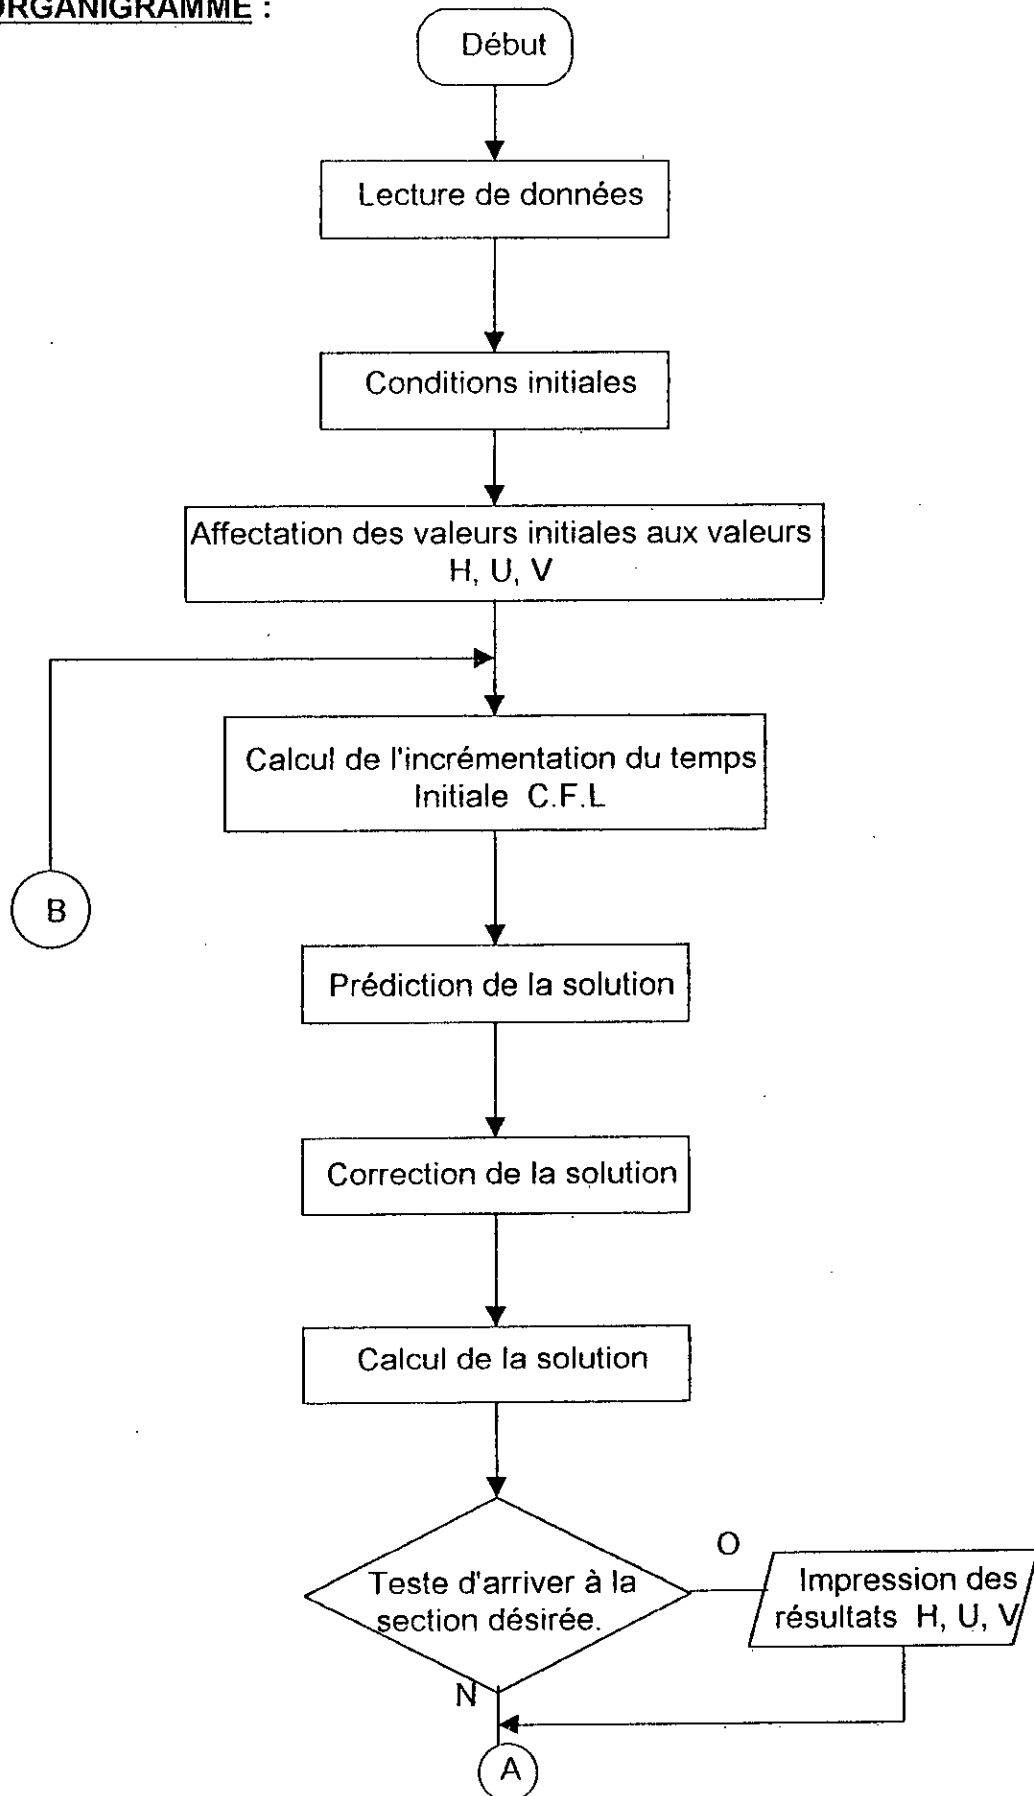 ORGANIGRAMME :
Début
Lecture de données
Conditions initiales
Affectation des valeurs initiales aux valeurs
H, U, V
Calcul de l'incrémentation du temps
Initiale C.F.L
B
Prédiction de la solution
Correction de la solution
Calcul de la solution
Teste d'arriver à la
section désirée.
O
Impression des
résultats H, U, V
N
A